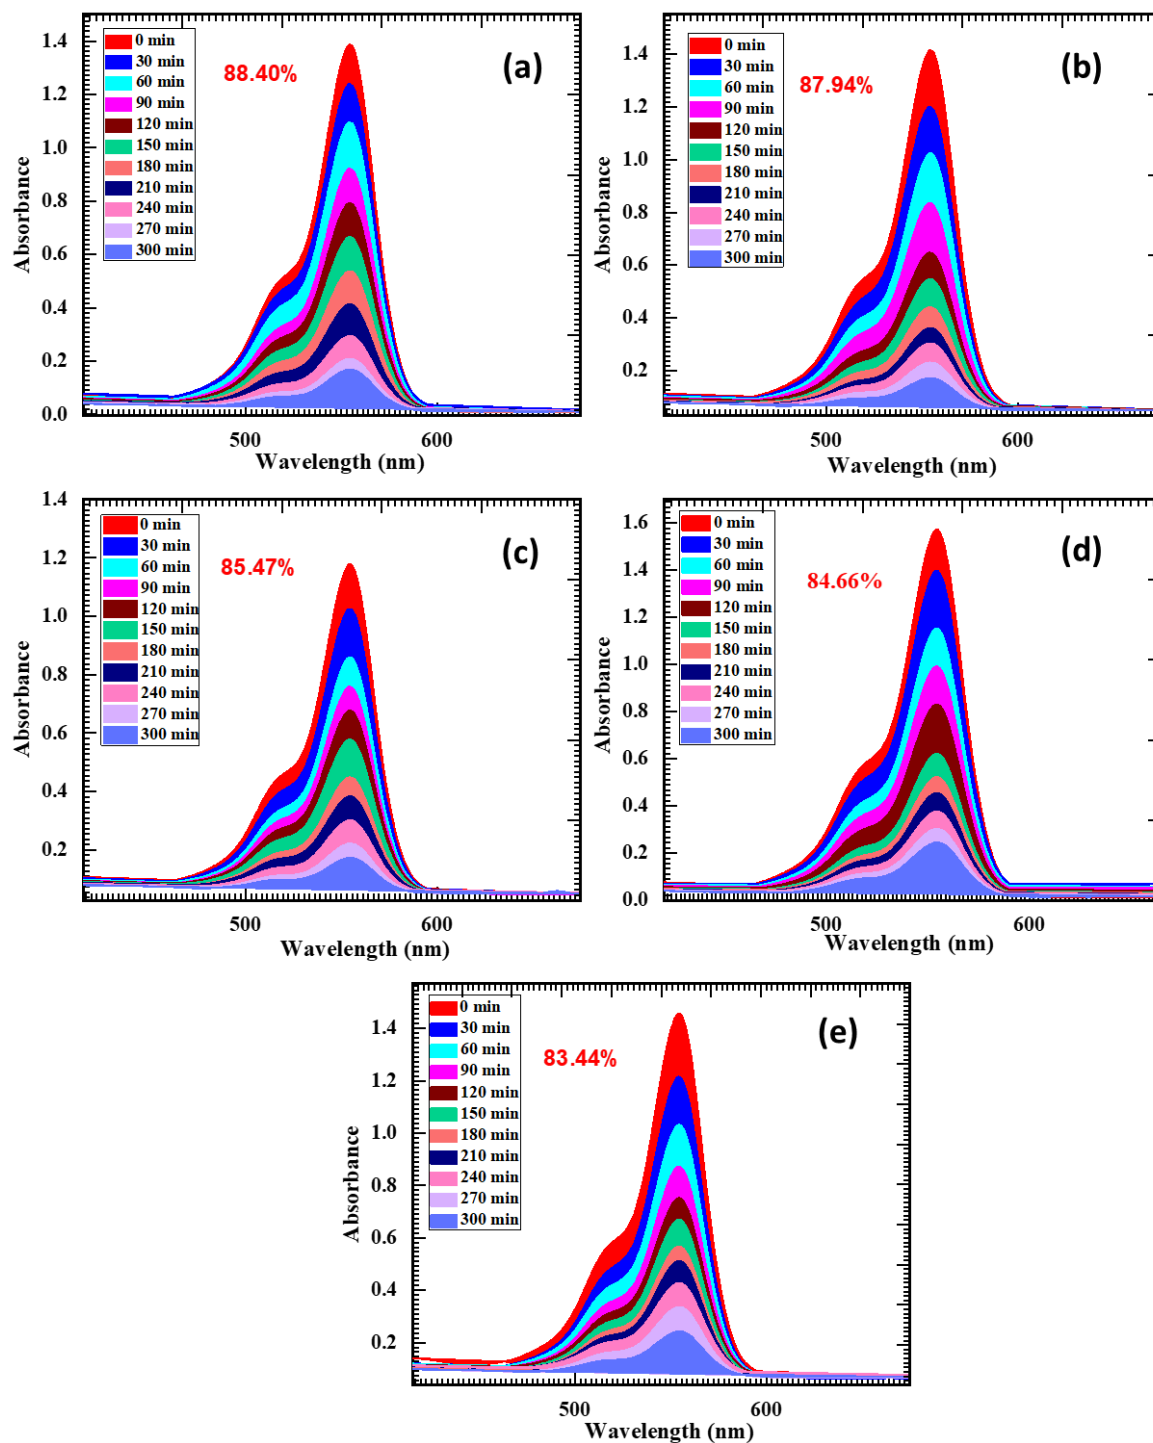 (a)
88.40%
0 min
30 min
60 min
90 min
120 min
150 min
180 min
210 min
240 min
270 min
300 min
1.4
1.2
1.0
0.8
0.6
0.4
0.2
0.0
Absorbance
500
600
Wavelength (nm)
(b)
87.94%
0 min
30 min
60 min
90 min
120 min
150 min
180 min
210 min
240 min
270 min
300 min
1.4
1.2
1.0
0.8
0.6
0.4
0.2
Absorbance
500
600
Wavelength (nm)
(c)
85.47%
0 min
30 min
60 min
90 min
120 min
150 min
180 min
210 min
240 min
270 min
300 min
1.4
1.2
1.0
0.8
0.6
0.4
0.2
Absorbance
500
600
Wavelength (nm)
(d)
84.66%
0 min
30 min
60 min
90 min
120 min
150 min
180 min
210 min
240 min
270 min
300 min
1.6
1.4
1.2
1.0
0.8
0.6
0.4
0.2
0.0
Absorbance
500
600
Wavelength (nm)
(e)
83.44%
0 min
30 min
60 min
90 min
120 min
150 min
180 min
210 min
240 min
270 min
300 min
1.4
1.2
1.0
0.8
0.6
0.4
0.2
Absorbance
500
600
Wavelength (nm)